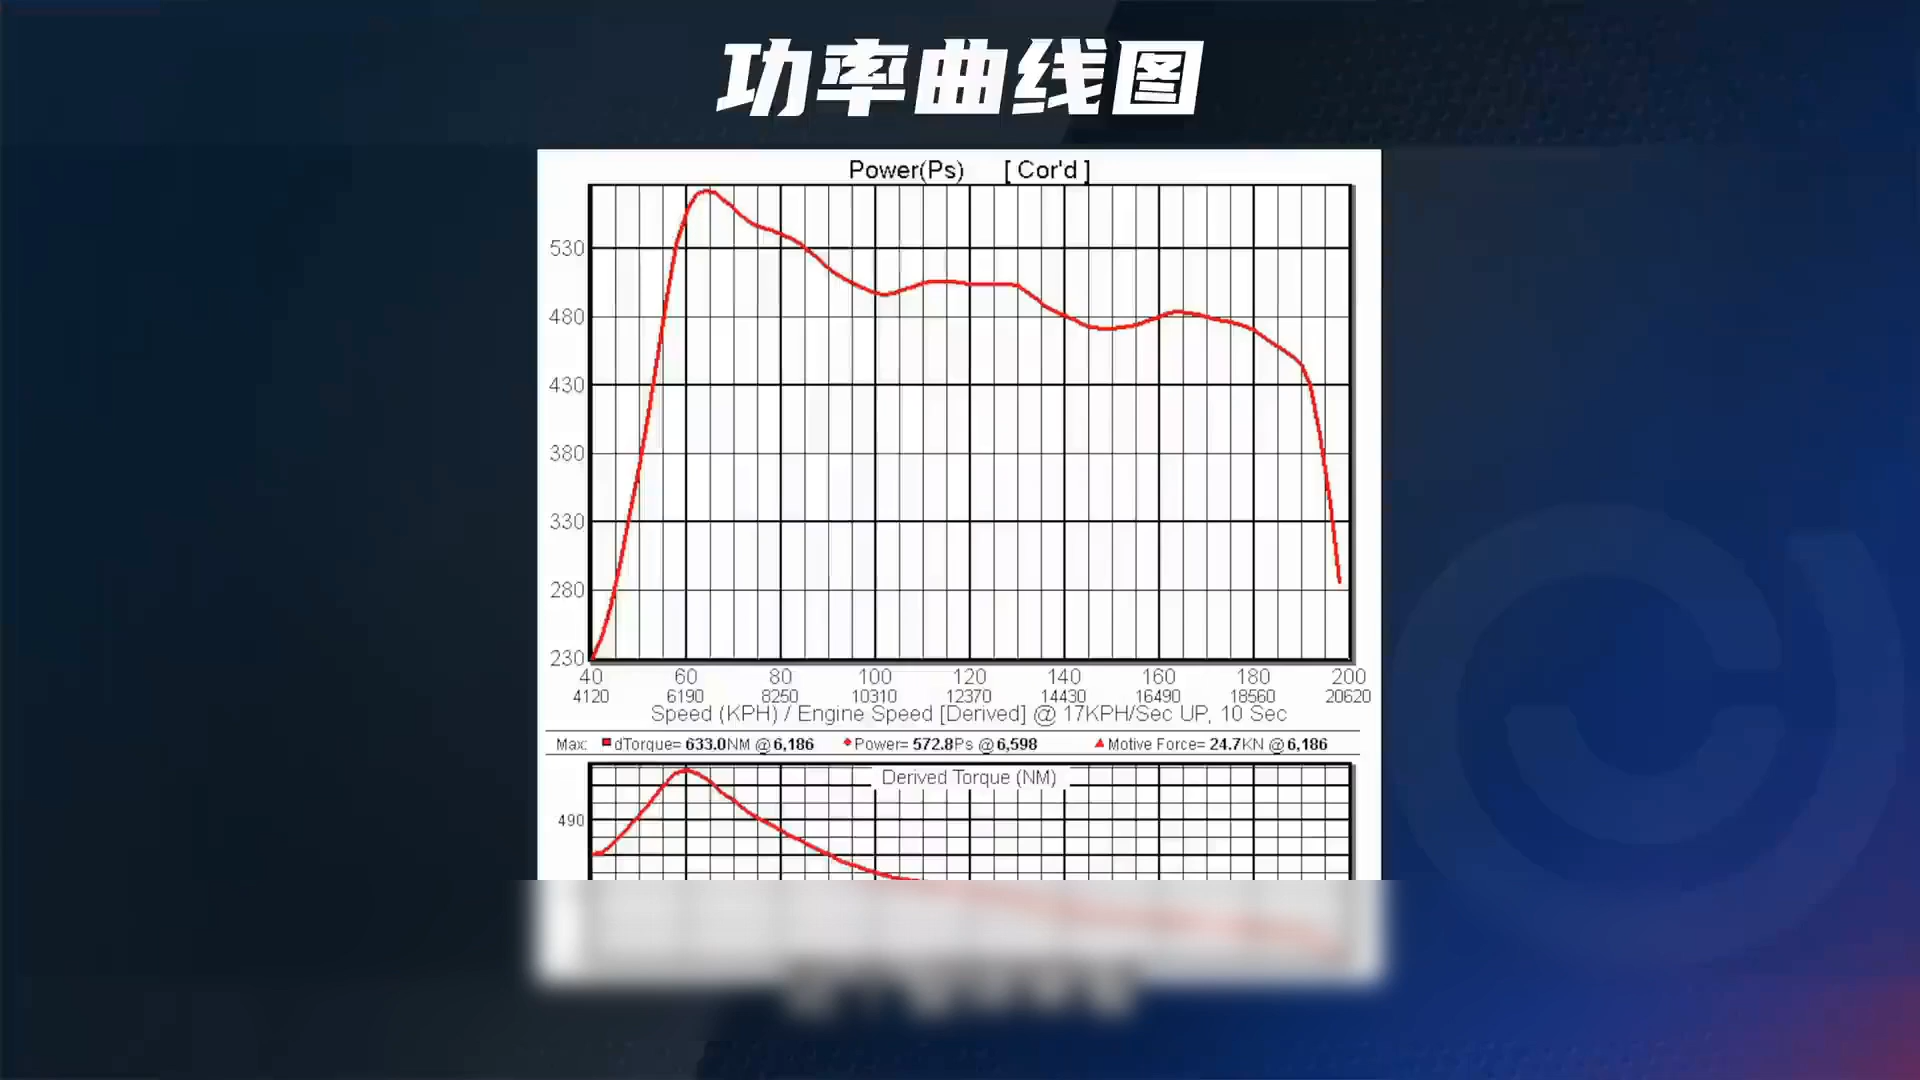 功率曲线图
Power(Ps) [ Cor'd ]
530
480
430
380
330
280
230
40 60 80 100 120 140 160 180 200
4120 6190 8250 10310 12370 14430 16490 18560 20620
Speed (KPH) / Engine Speed [Derived] @ 17KPH/Sec UP, 10 Sec
Max: dTorque= 633.0NM @ 6,186 Power= 572.8Ps @ 6,598 Motive Force= 24.7KN @ 6,186
Derived Torque (NM)
490